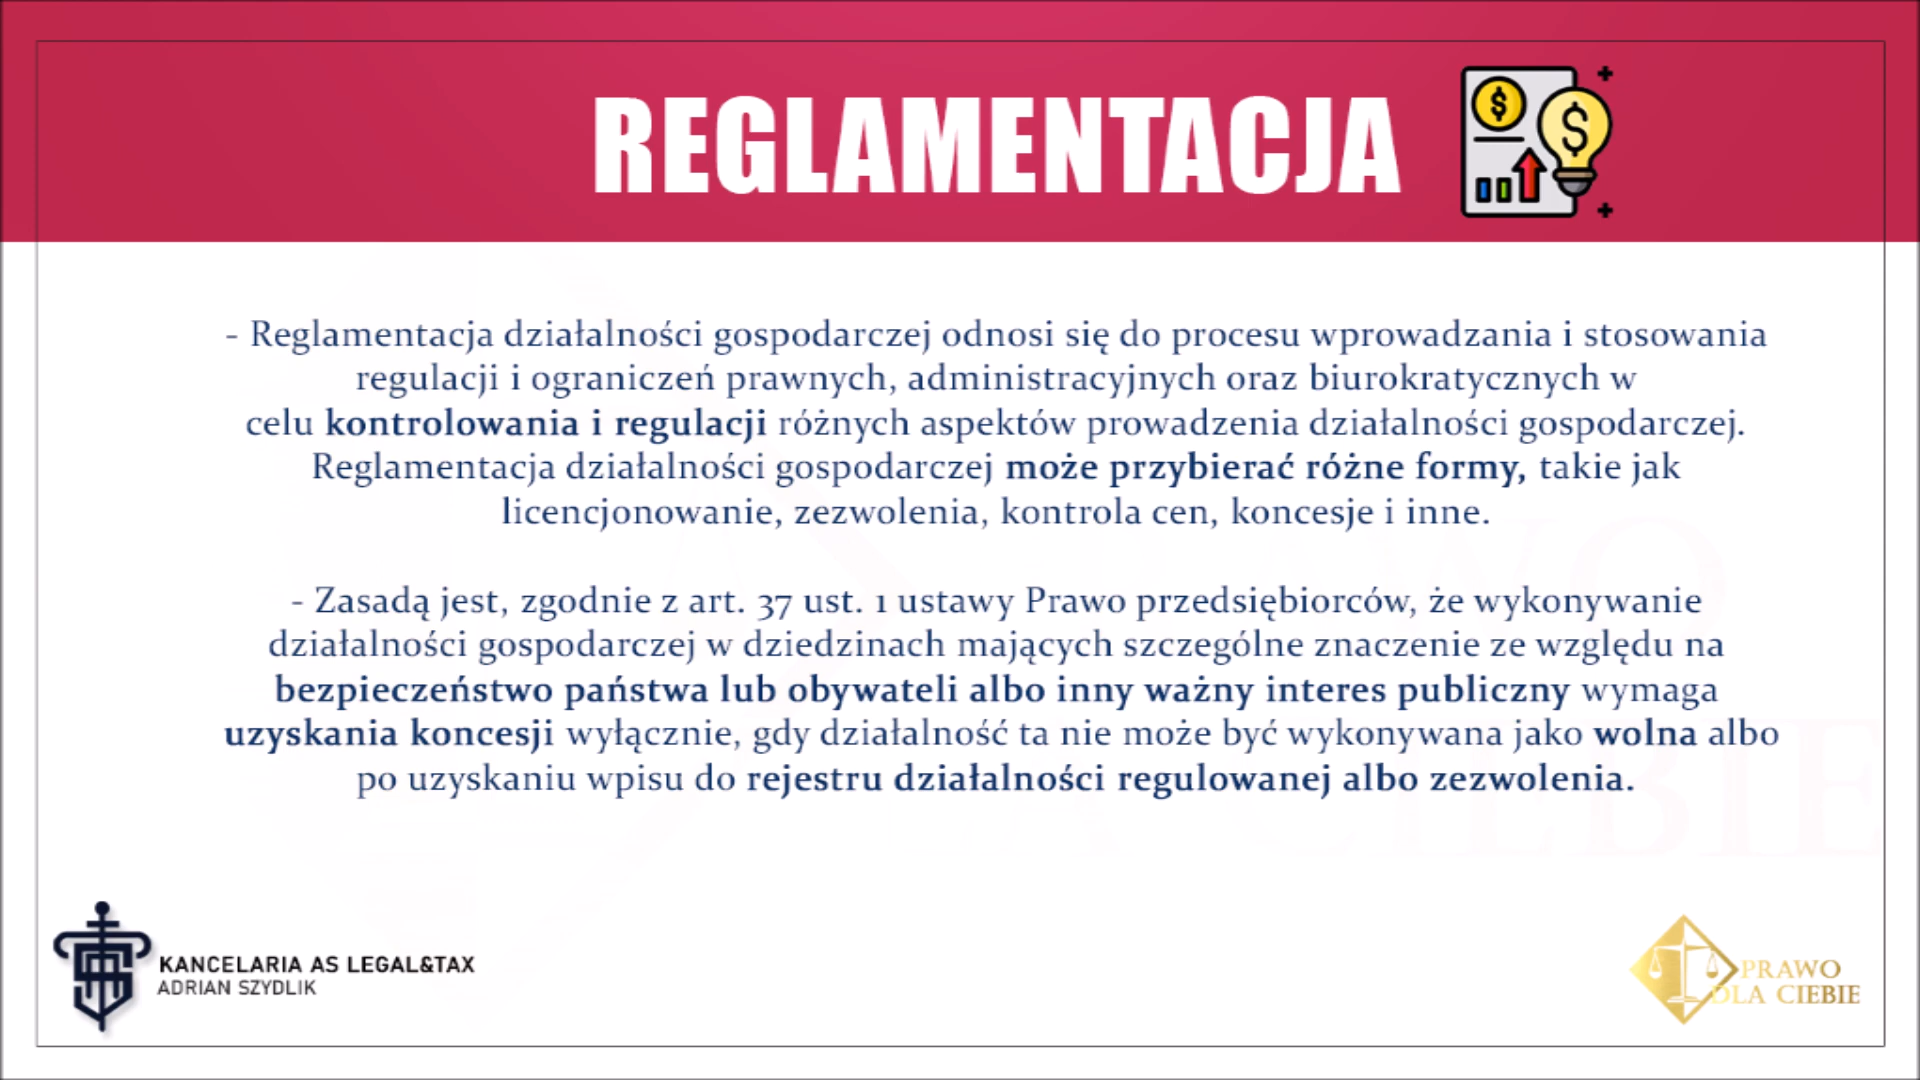 REGLAMENTACJA
- Reglamentacja działalności gospodarczej odnosi się do procesu wprowadzania i stosowania
regulacji i ograniczeń prawnych, administracyjnych oraz biurokratycznych w
celu kontrolowania i regulacji różnych aspektów prowadzenia działalności gospodarczej.
Reglamentacja działalności gospodarczej może przybierać różne formy, takie jak
licencjonowanie, zezwolenia, kontrola cen, koncesje i inne.
- Zasadą jest, zgodnie z art. 37 ust. 1 ustawy Prawo przedsiębiorców, że wykonywanie
działalności gospodarczej w dziedzinach mających szczególne znaczenie ze względu na
bezpieczeństwo państwa lub obywateli albo inny ważny interes publiczny wymaga
uzyskania koncesji wyłącznie, gdy działalność ta nie może być wykonywana jako wolna albo
po uzyskaniu wpisu do rejestru działalności regulowanej albo zezwolenia.
KANCELARIA AS LEGAL&TAX
ADRIAN SZYDLIK
PRAWO
DLA CIEBIE